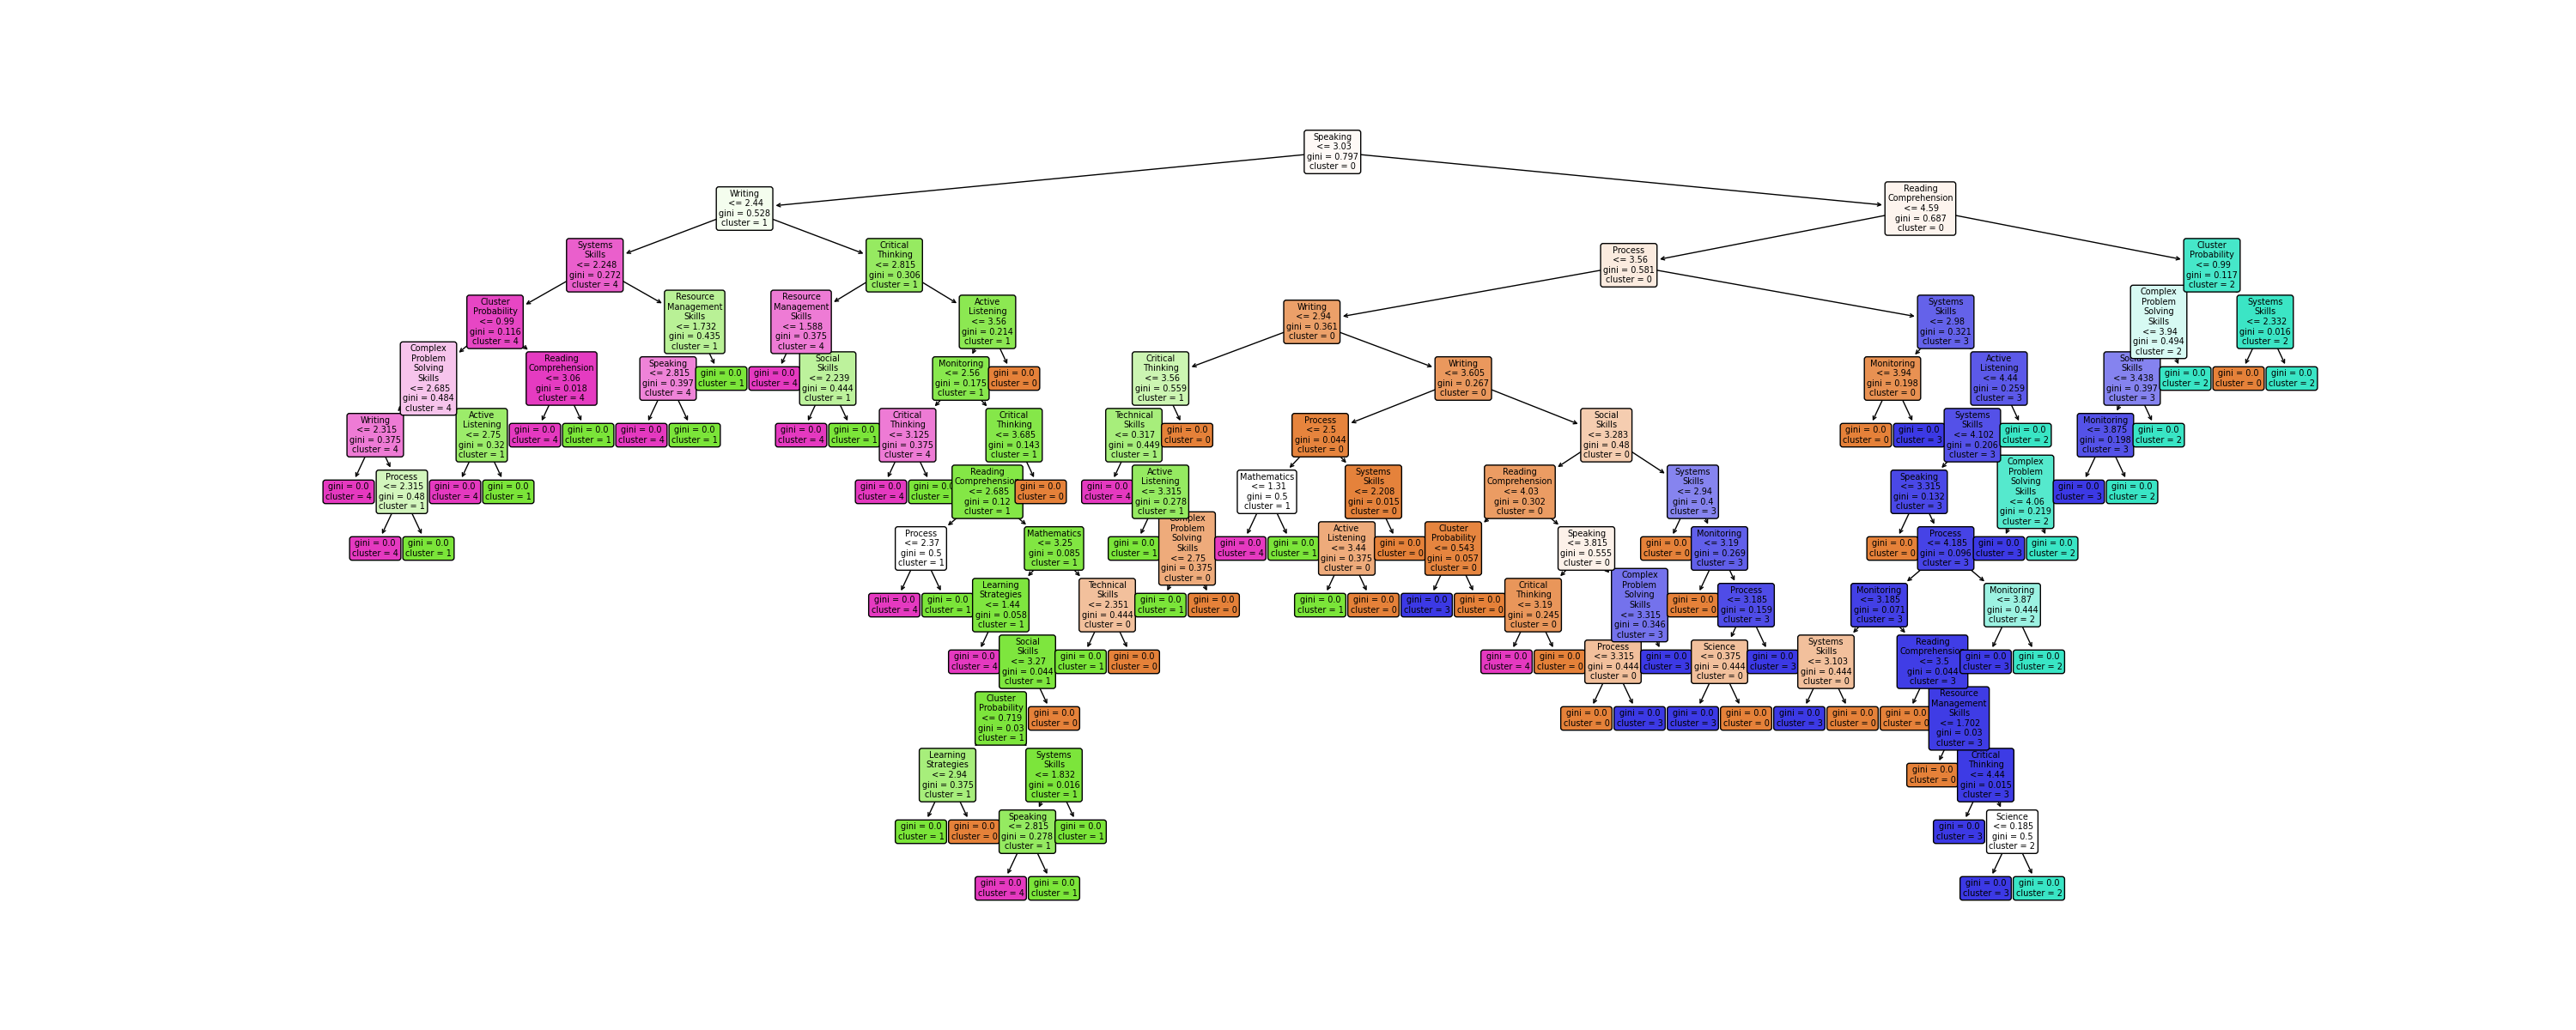 Speaking
<= 3.03
gini = 0.797
cluster = 0
Writing
<= 2.44
gini = 0.528
cluster = 1
Reading
Comprehension
<= 4.59
gini = 0.687
cluster = 0
Systems
Skills
<= 2.248
gini = 0.272
cluster = 4
Critical
Thinking
<= 2.815
gini = 0.306
cluster = 1
Process
<= 3.56
gini = 0.581
cluster = 0
Cluster
Probability
<= 0.99
gini = 0.117
cluster = 2
Cluster
Probability
<= 0.99
gini = 0.116
cluster = 4
Resource
Management
Skills
<= 1.732
gini = 0.435
cluster = 1
Resource
Management
Skills
<= 1.588
gini = 0.375
cluster = 4
Active
Listening
<= 3.56
gini = 0.214
cluster = 1
Writing
<= 2.94
gini = 0.361
cluster = 0
Systems
Skills
<= 2.98
gini = 0.321
cluster = 3
Complex
Problem
Solving
Skills
<= 3.94
gini = 0.494
cluster = 2
Systems
Skills
<= 2.332
gini = 0.016
cluster = 2
Complex
Problem
Solving
Skills
<= 2.685
gini = 0.484
cluster = 4
Reading
Comprehension
<= 3.06
gini = 0.018
cluster = 4
Speaking
<= 2.815
gini = 0.397
cluster = 4
gini = 0.0
cluster = 1
gini = 0.0
cluster = 4
Social
Skills
<= 2.239
gini = 0.444
cluster = 1
Monitoring
<= 2.56
gini = 0.175
cluster = 1
gini = 0.0
cluster = 0
Critical
Thinking
<= 3.56
gini = 0.559
cluster = 1
Writing
<= 3.605
gini = 0.267
cluster = 0
Monitoring
<= 3.94
gini = 0.198
cluster = 0
Active
Listening
<= 4.44
gini = 0.259
cluster = 3
Social
Skills
<= 3.438
gini = 0.397
cluster = 3
gini = 0.0
cluster = 2
gini = 0.0
cluster = 0
gini = 0.0
cluster = 2
Writing
<= 2.315
gini = 0.375
cluster = 4
Active
Listening
<= 2.75
gini = 0.32
cluster = 1
gini = 0.0
cluster = 4
gini = 0.0
cluster = 1
gini = 0.0
cluster = 4
gini = 0.0
cluster = 1
gini = 0.0
cluster = 4
gini = 0.0
cluster = 1
Critical
Thinking
<= 3.125
gini = 0.375
cluster = 4
Critical
Thinking
<= 3.685
gini = 0.143
cluster = 1
Technical
Skills
<= 0.317
gini = 0.449
cluster = 1
gini = 0.0
cluster = 0
Process
<= 2.5
gini = 0.044
cluster = 0
Social
Skills
<= 3.283
gini = 0.48
cluster = 0
gini = 0.0
cluster = 0
gini = 0.0
cluster = 3
Systems
Skills
<= 4.102
gini = 0.206
cluster = 3
gini = 0.0
cluster = 2
Monitoring
<= 3.875
gini = 0.198
cluster = 3
gini = 0.0
cluster = 2
gini = 0.0
cluster = 4
Process
<= 2.315
gini = 0.48
cluster = 1
gini = 0.0
cluster = 4
gini = 0.0
cluster = 1
gini = 0.0
cluster = 4
gini = 0.0
cluster =
Reading
Comprehension
<= 2.685
gini = 0.12
cluster = 1
gini = 0.0
cluster = 0
gini = 0.0
cluster = 4
Active
Listening
<= 3.315
gini = 0.278
cluster = 1
Mathematics
<= 1.31
gini = 0.5
cluster = 1
Systems
Skills
<= 2.208
gini = 0.015
cluster = 0
Reading
Comprehension
<= 4.03
gini = 0.302
cluster = 0
Systems
Skills
<= 2.94
gini = 0.4
cluster = 3
Speaking
<= 3.315
gini = 0.132
cluster = 3
Complex
Problem
Solving
Skills
<= 4.06
gini = 0.219
cluster = 2
gini = 0.0
cluster = 3
gini = 0.0
cluster = 2
gini = 0.0
cluster = 4
gini = 0.0
cluster = 1
Process
<= 2.37
gini = 0.5
cluster = 1
Mathematics
<= 3.25
gini = 0.085
cluster = 1
gini = 0.0
cluster = 1
Complex
Problem
Solving
Skills
<= 2.75
gini = 0.375
cluster = 0
gini = 0.0
cluster = 4
gini = 0.0
cluster = 1
Active
Listening
<= 3.44
gini = 0.375
cluster = 0
gini = 0.0
cluster = 0
Cluster
Probability
<= 0.543
gini = 0.057
cluster = 0
Speaking
<= 3.815
gini = 0.555
cluster = 0
gini = 0.0
cluster = 0
Monitoring
<= 3.19
gini = 0.269
cluster = 3
gini = 0.0
cluster = 0
Process
<= 4.185
gini = 0.096
cluster = 3
gini = 0.0
cluster = 3
gini = 0.0
cluster = 2
gini = 0.0
cluster = 4
gini = 0.0
cluster = 1
Learning
Strategies
<= 1.44
gini = 0.058
cluster = 1
Technical
Skills
<= 2.351
gini = 0.444
cluster = 0
gini = 0.0
cluster = 1
gini = 0.0
cluster = 0
gini = 0.0
cluster = 1
gini = 0.0
cluster = 0
gini = 0.0
cluster = 3
gini = 0.0
cluster = 0
Critical
Thinking
<= 3.19
gini = 0.245
cluster = 0
Complex
Problem
Solving
Skills
<= 3.315
gini = 0.346
cluster = 3
gini = 0.0
cluster = 0
Process
<= 3.185
gini = 0.159
cluster = 3
Monitoring
<= 3.185
gini = 0.071
cluster = 3
Monitoring
<= 3.87
gini = 0.444
cluster = 2
gini = 0.0
cluster = 4
Social
Skills
<= 3.27
gini = 0.044
cluster = 1
gini = 0.0
cluster = 1
gini = 0.0
cluster = 0
gini = 0.0
cluster = 4
gini = 0.0
cluster = 0
Process
<= 3.315
gini = 0.444
cluster = 0
gini = 0.0
cluster = 3
Science
<= 0.375
gini = 0.444
cluster = 0
gini = 0.0
cluster = 3
Systems
Skills
<= 3.103
gini = 0.444
cluster = 0
Reading
Comprehension
<= 3.5
gini = 0.044
cluster = 3
gini = 0.0
cluster = 3
gini = 0.0
cluster = 2
Cluster
Probability
<= 0.719
gini = 0.03
cluster = 1
gini = 0.0
cluster = 0
gini = 0.0
cluster = 0
gini = 0.0
cluster = 3
gini = 0.0
cluster = 3
gini = 0.0
cluster = 0
gini = 0.0
cluster = 3
gini = 0.0
cluster = 0
gini = 0.0
cluster = 0
Resource
Management
Skills
<= 1.702
gini = 0.03
cluster = 3
Learning
Strategies
<= 2.94
gini = 0.375
cluster = 1
Systems
Skills
<= 1.832
gini = 0.016
cluster = 1
gini = 0.0
cluster = 0
Critical
Thinking
<= 4.44
gini = 0.015
cluster = 3
gini = 0.0
cluster = 1
gini = 0.0
cluster = 0
Speaking
<= 2.815
gini = 0.278
cluster = 1
gini = 0.0
cluster = 1
gini = 0.0
cluster = 3
Science
<= 0.185
gini = 0.5
cluster = 2
gini = 0.0
cluster = 4
gini = 0.0
cluster = 1
gini = 0.0
cluster = 3
gini = 0.0
cluster = 2